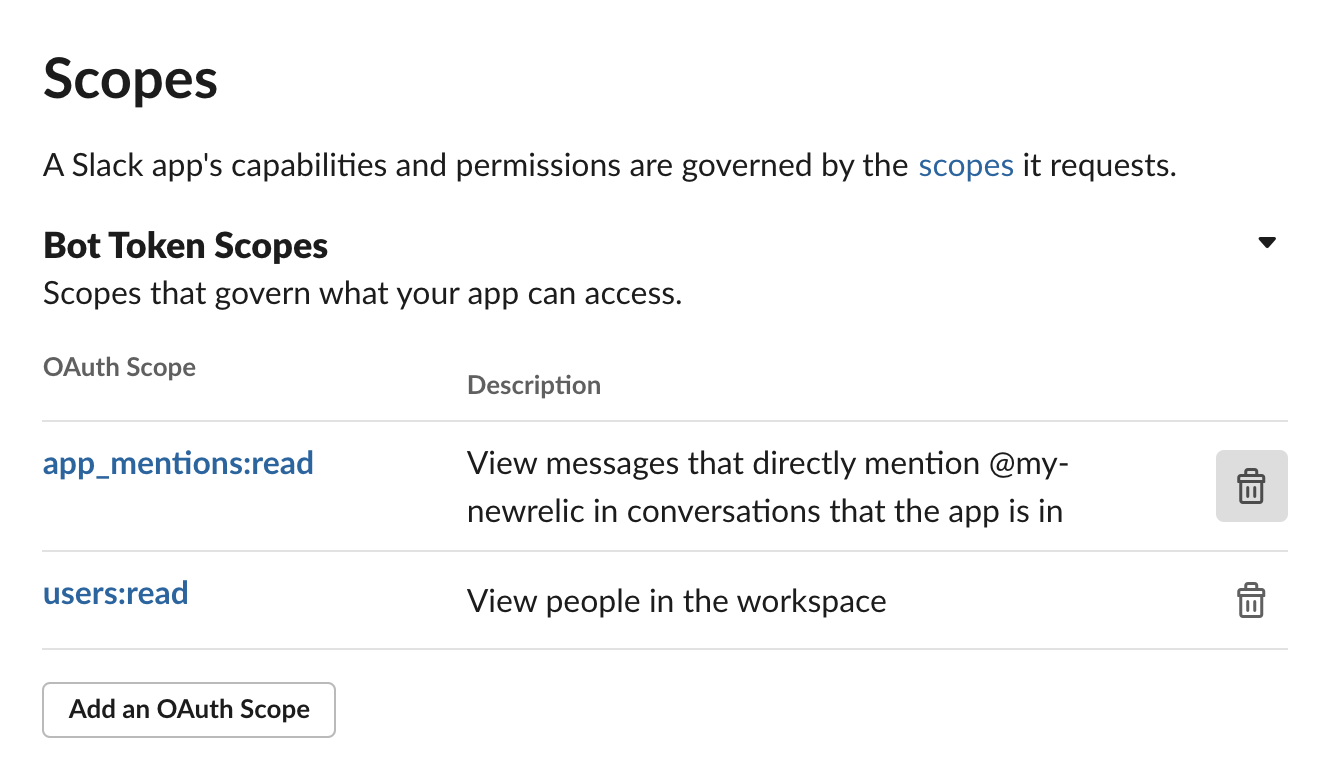 Scopes
A Slack app's capabilities and permissions are governed by the scopes it requests.
Bot Token Scopes
Scopes that govern what your app can access.
OAuth Scope
Description
app_mentions:read
View messages that directly mention @my-
newrelic in conversations that the app is in
users:read
View people in the workspace
Add an OAuth Scope